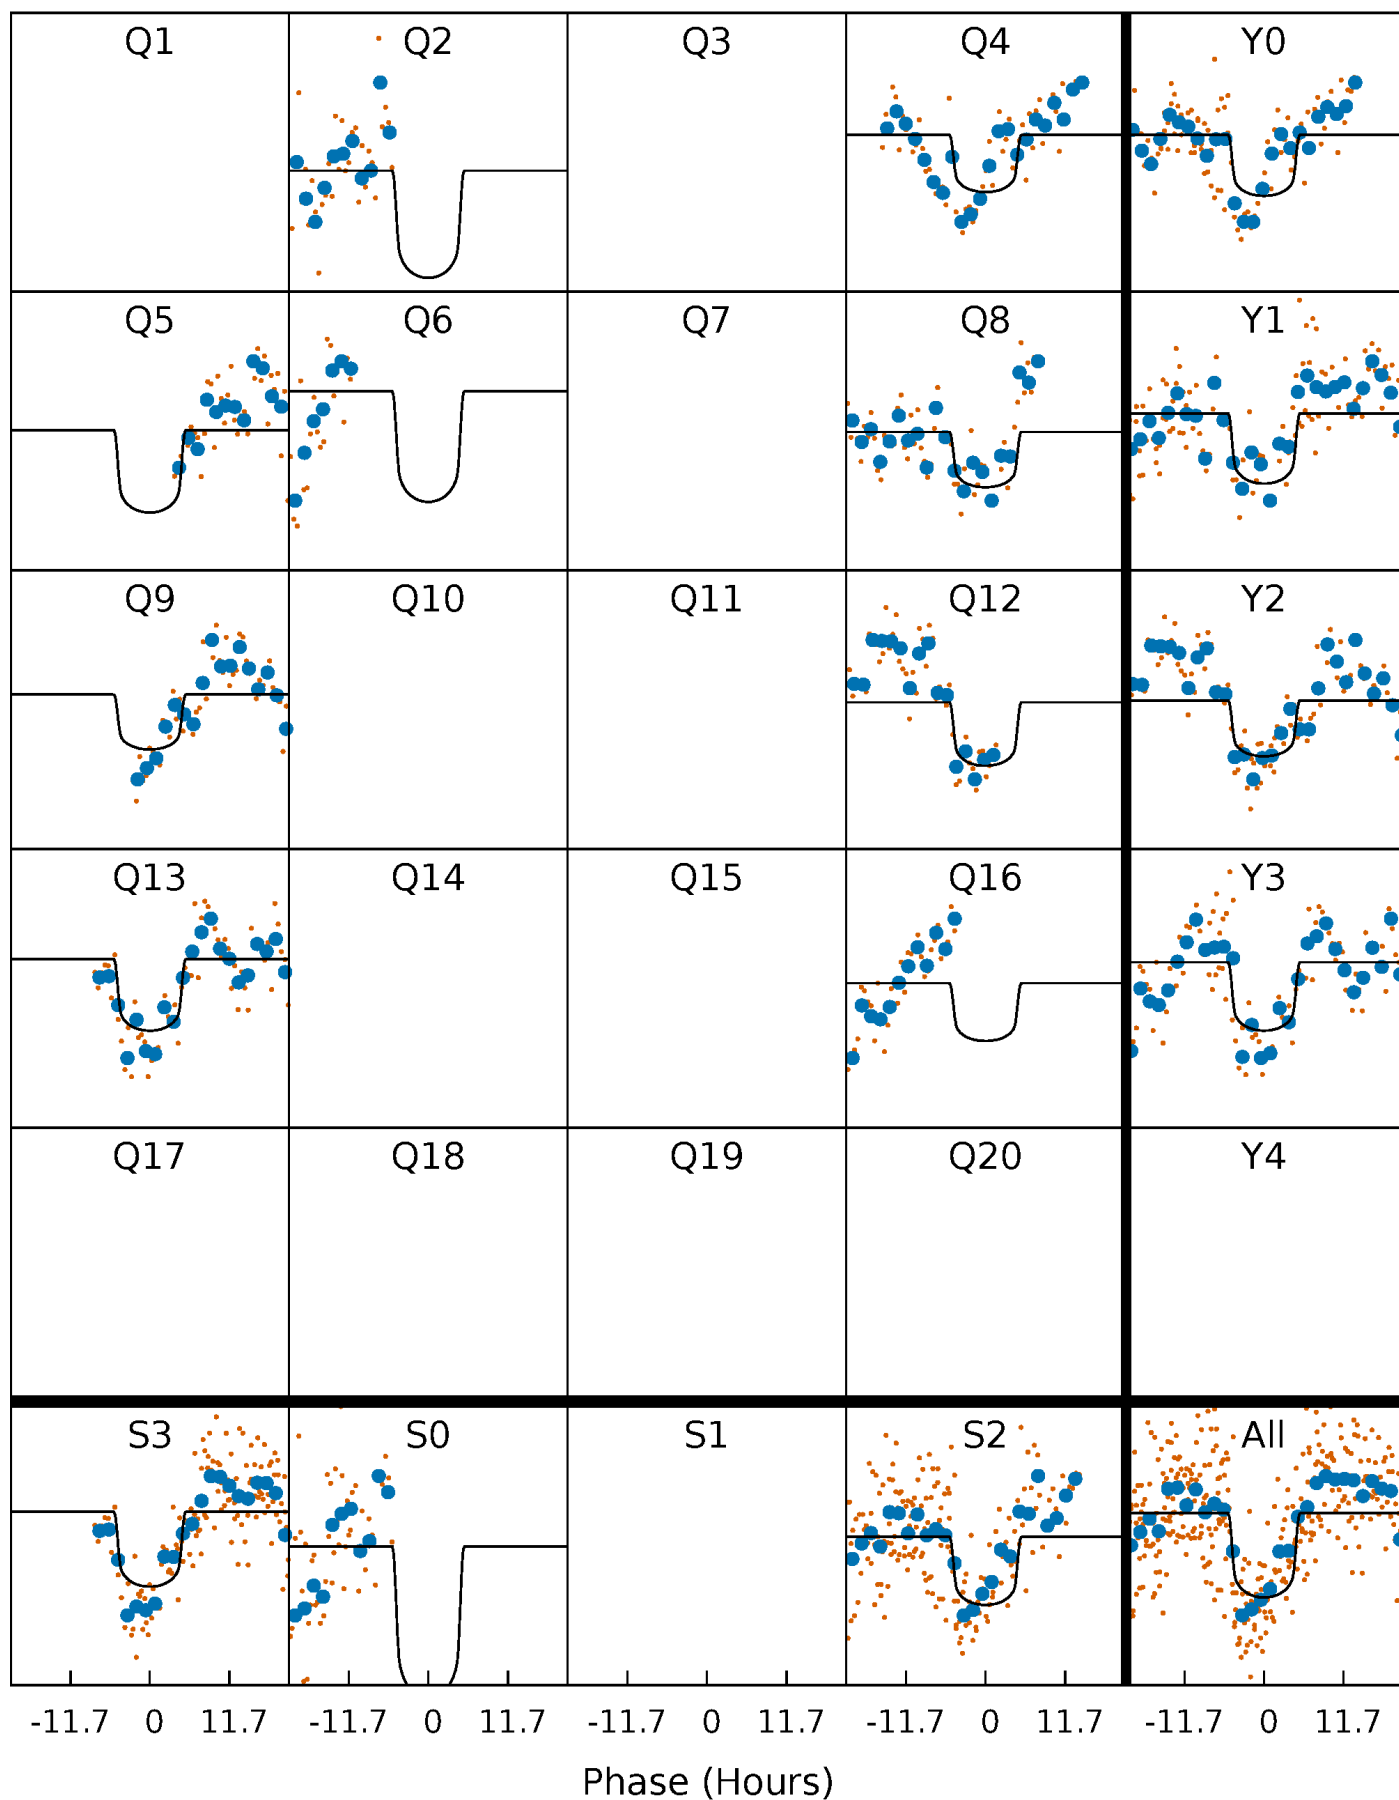 Q1 Q2 Q3 Q4 Y0
Q5 Q6 Q7 Q8 Y1
Q9 Q10 Q11 Q12 Y2
Q13 Q14 Q15 Q16 Y3
Q17 Q18 Q19 Q20 Y4
S3 S0 S1 S2 All
-11.7 0 11.7 -11.7 0 11.7 -11.7 0 11.7 -11.7 0 11.7 -11.7 0 11.7
Phase (Hours)